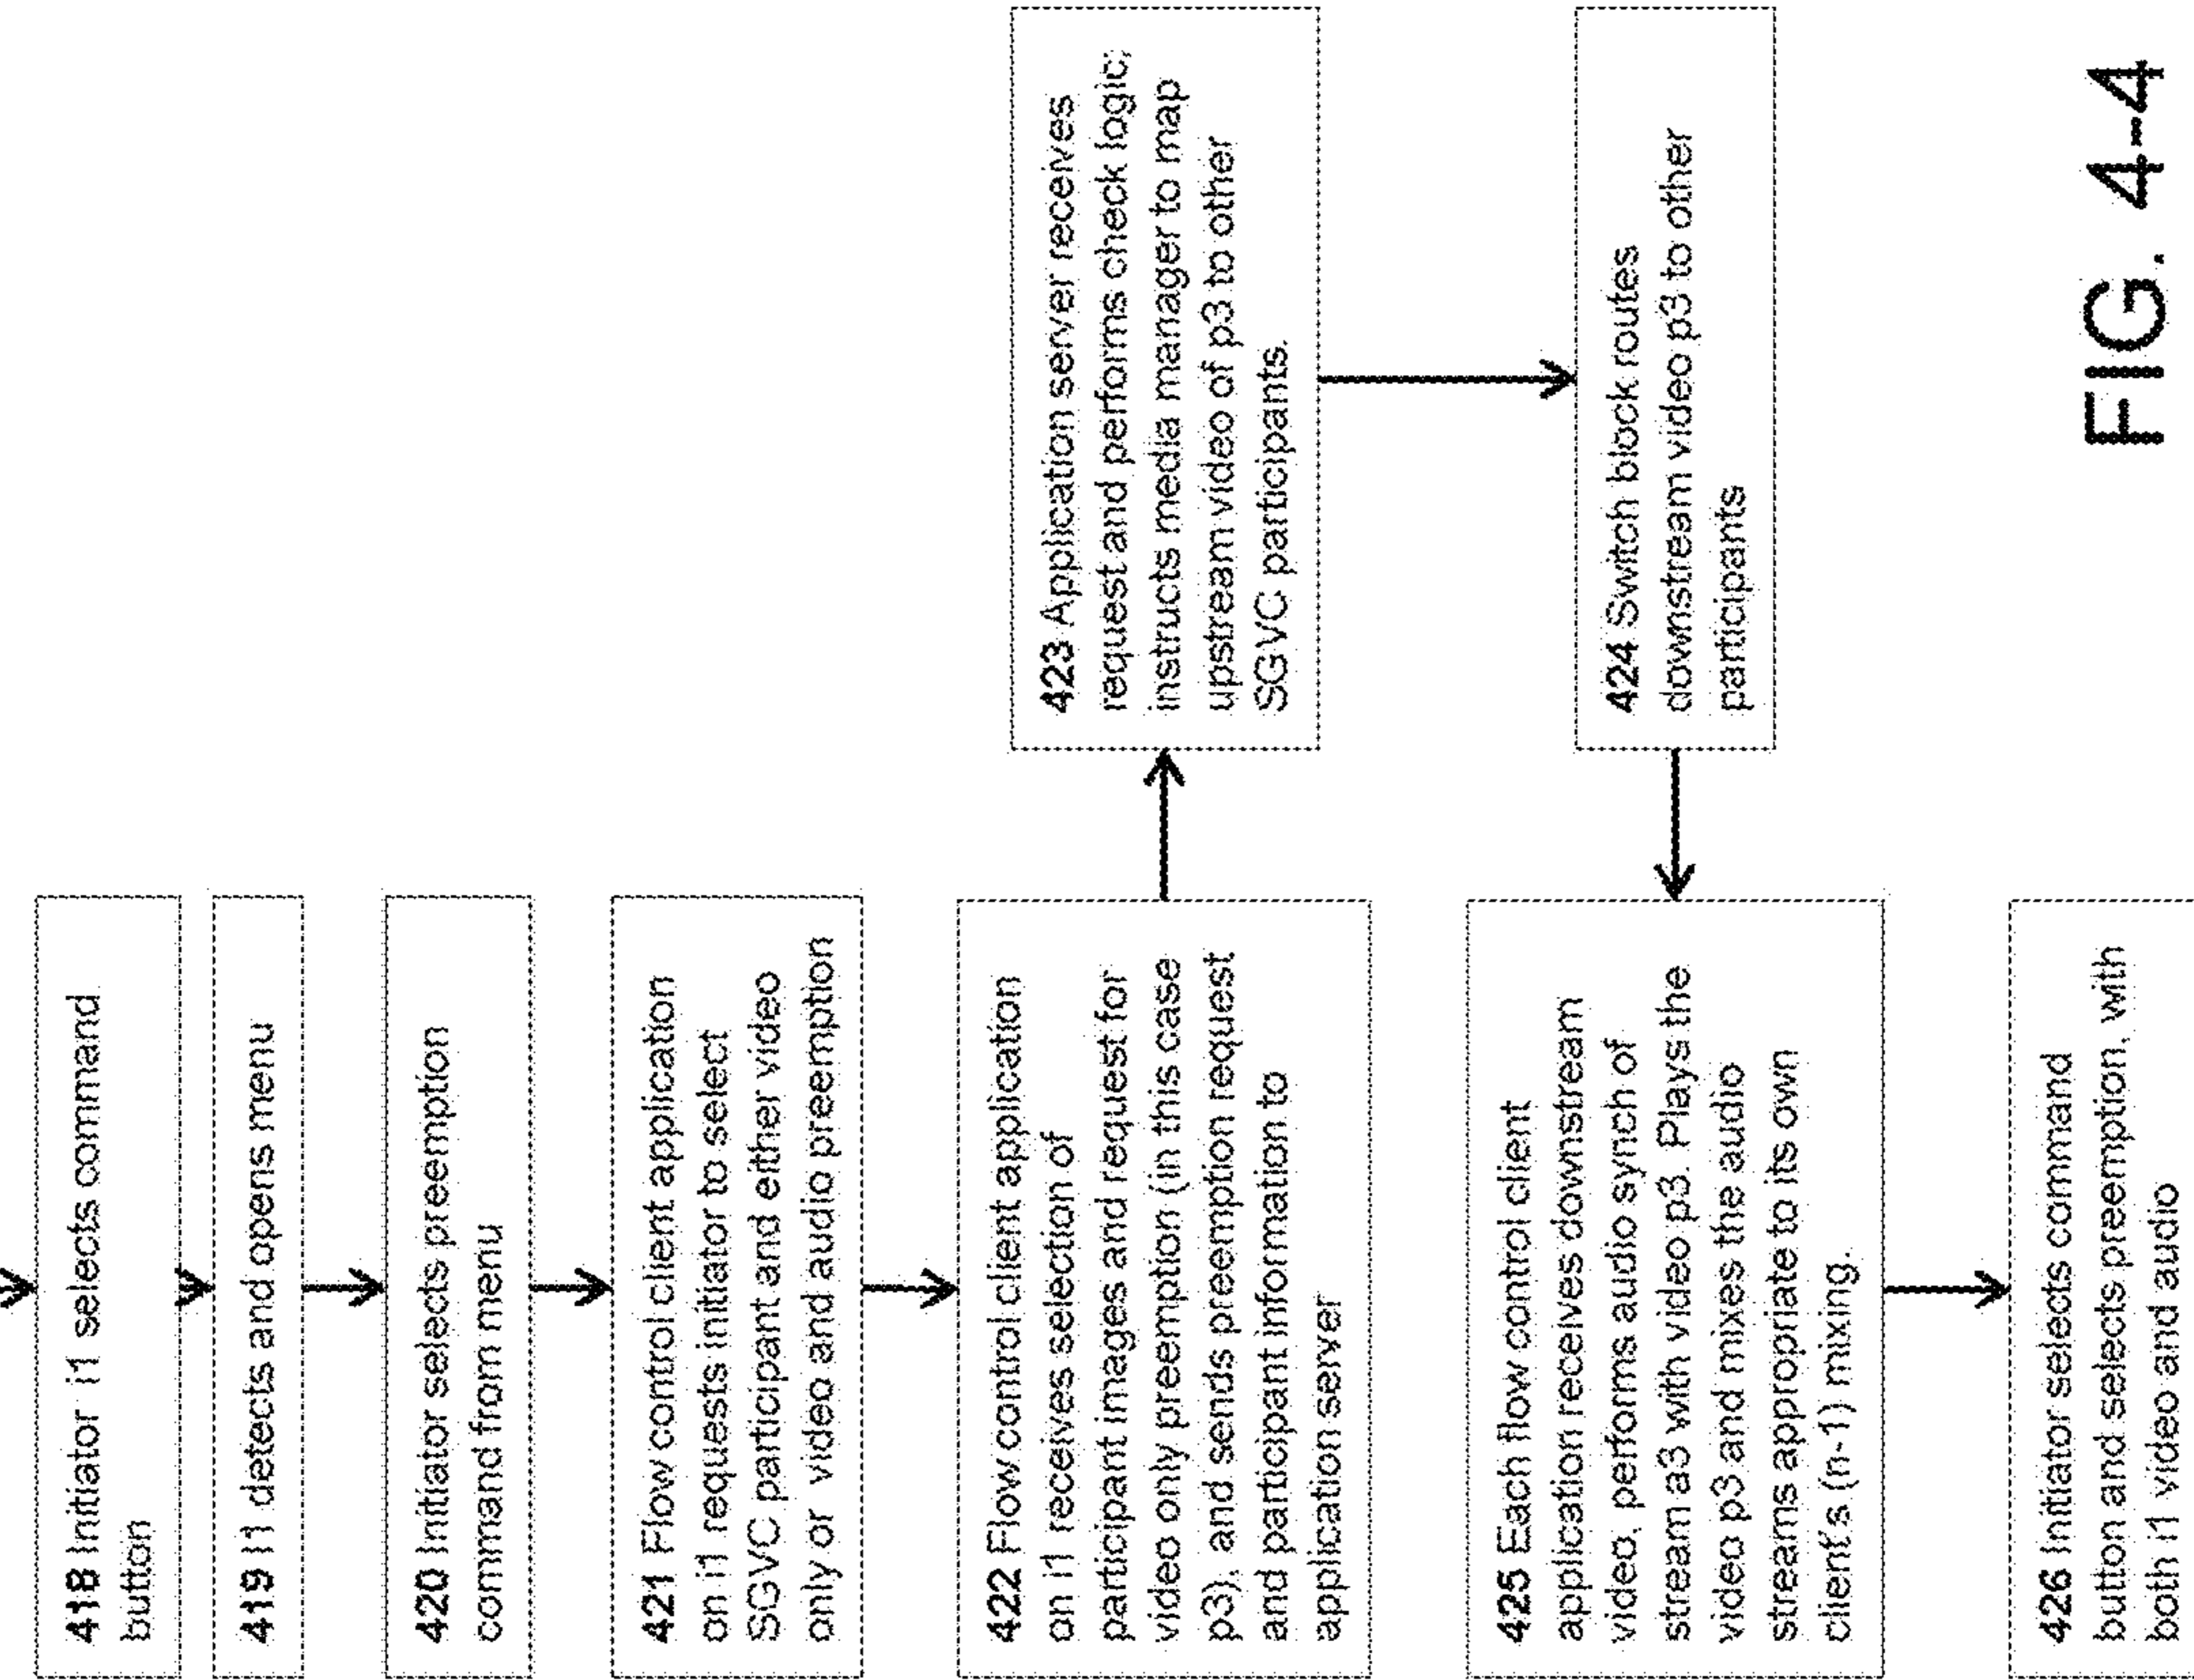 418 Initiator i1 selects command
button
419 I1 detects and opens menu
420 Initiator selects preemption
command from menu
421 Flow control client application
on i1 requests initiator to select
SGVC participant and either video
only or video and audio preemption
422 Flow control client application
on i1 receives selection of
participant images and request for
video only preemption (in this case
p3), and sends preemption request
and participant information to
application server
423 Application server receives
request and performs check logic;
instructs media manager to map
upstream video of p3 to other
SGVC participants.
424 Switch block routes
downstream video p3 to other
participants
425 Each flow control client
application receives downstream
video, performs audio synch of
stream aa3 with video p3. Plays the
video p3 and mixes the audio
streams appropriate to its own
client's (n-1) mixing.
426 Initiator selects command
button and selects preemption, with
both i1 video and audio
FIG. 4-4